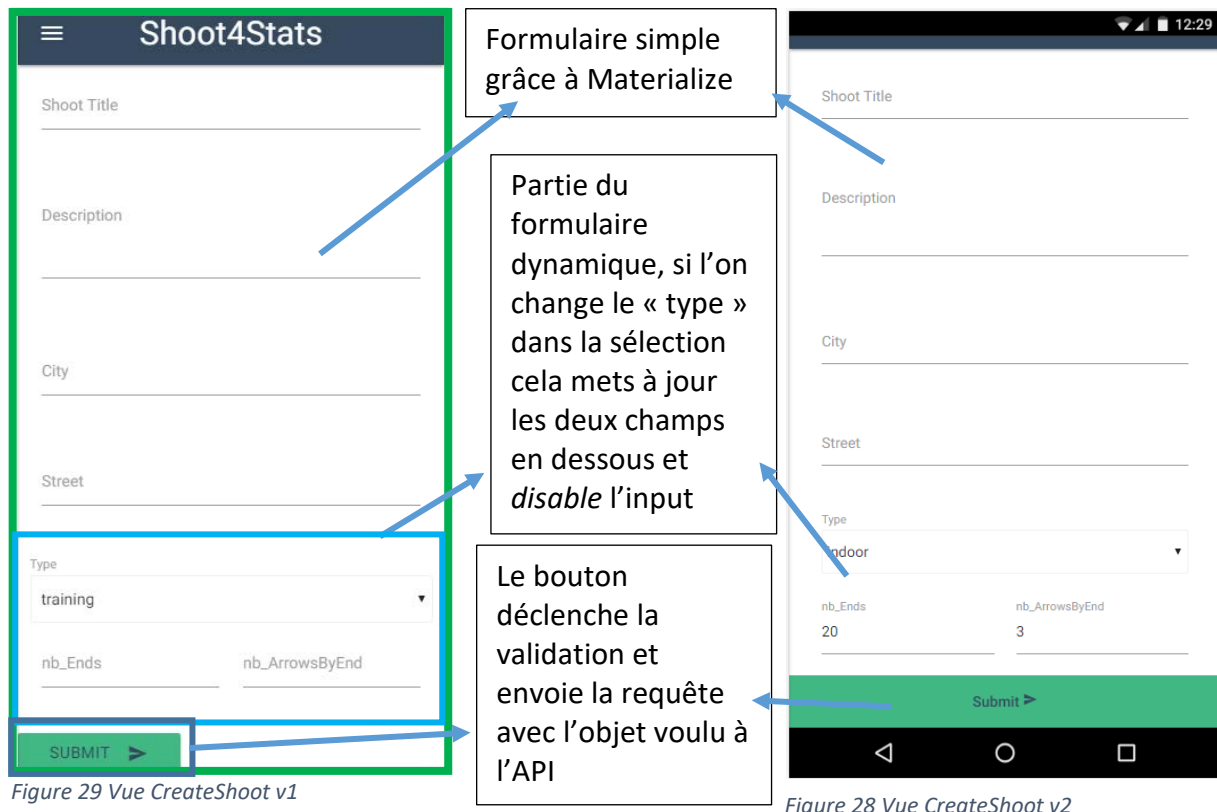 Shoot4Stats
Shoot Title
Description
City
Street
Type
training
nb_Ends nb_ArrowsByEnd
SUBMIT
Figure 29 Vue CreateShoot v1
Formulaire simple
grâce à Materialize
Partie du
formulaire
dynamique, si l’on
change le « type »
dans la sélection
cela mets à jour
les deux champs
en dessous et
disable l’input
Le bouton
déclenche la
validation et
envoie la requête
avec l’objet voulu à
l’API
12:29
Shoot Title
Description
City
Street
Type
Indoor
nb_Ends nb_ArrowsByEnd
20 3
Submit
Figure 28 Vue CreateShoot v2